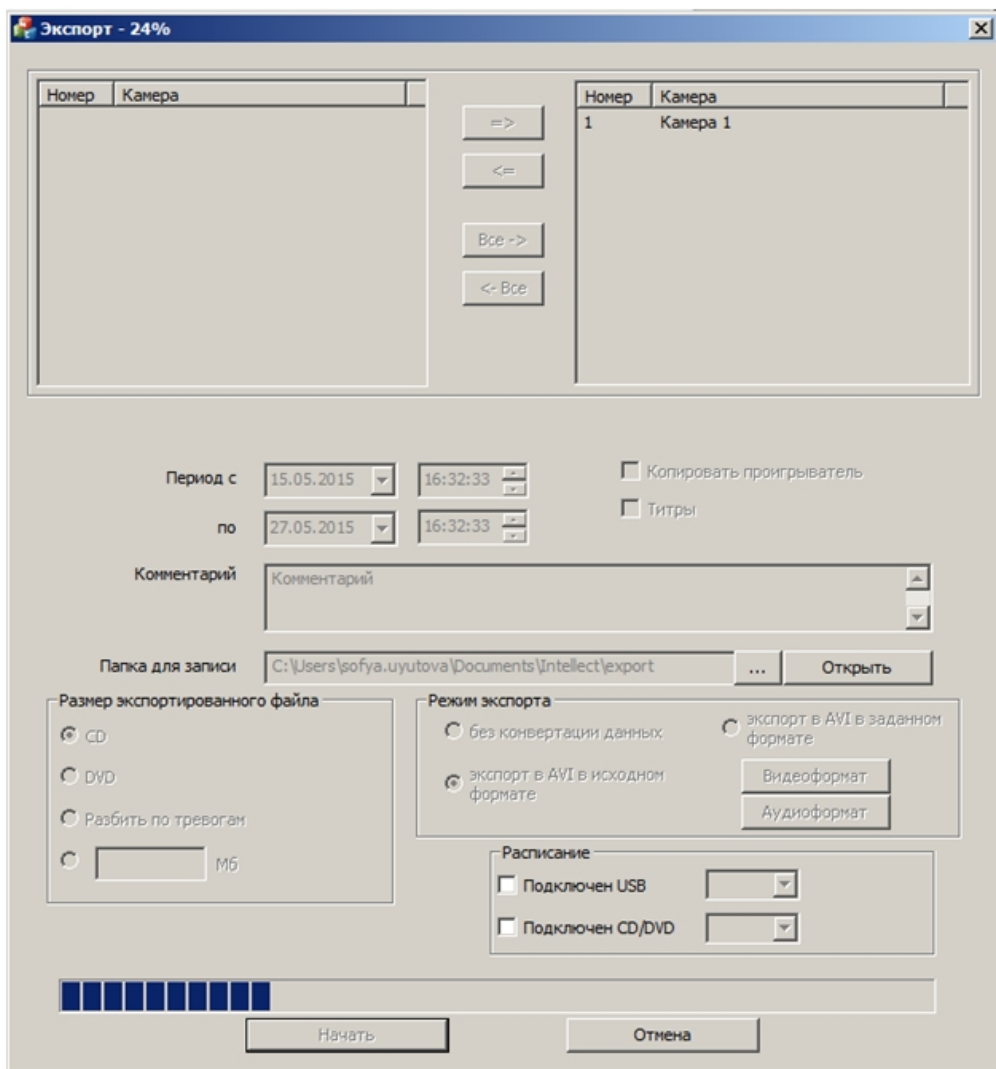 Экспорт - 24%
Номер Камера
Номер Камера
1 Камера 1
=>
<=
Все ->
<- Все
Период с 15.05.2015 16:32:33
Копировать проигрыватель
по 27.05.2015 16:32:33
Титры
Комментарий Комментарий
Папка для записи C:\Users\sofya.uyutova\Documents\Intellect\export ... Открыть
Размер экспортированного файла
CD
DVD
Разбить по тревогам
Мб
Режим экспорта
без конвертации данных
экспорт в AVI в заданном
формате
экспорт в AVI в исходном
формате
Видеоформат
Аудиоформат
Расписание
Подключен USB
Подключен CD/DVD
Начать Отмена